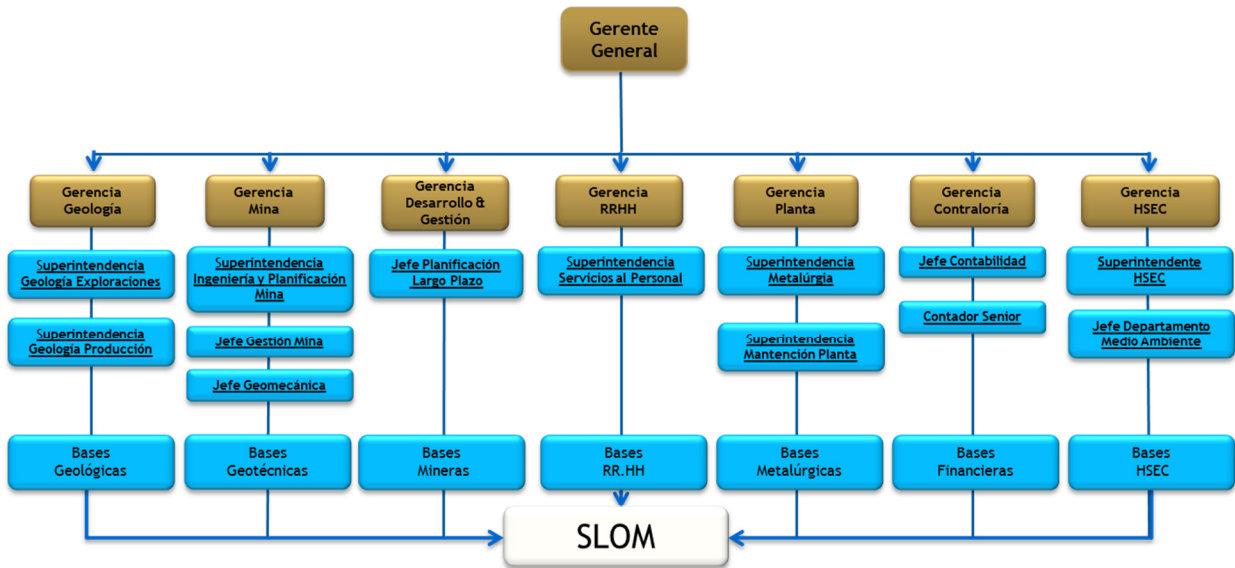 Gerente
General
Gerencia
Geología
Gerencia
Mina
Gerencia
Desarrollo &
Gestión
Gerencia
RRHH
Gerencia
Planta
Gerencia
Contraloría
Gerencia
HSEC
Superintendencia
Geología Exploraciones
Superintendencia
Ingeniería y Planificación
Mina
Jefe Planificación
Largo Plazo
Superintendencia
Servicios al Personal
Superintendencia
Metalúrgia
Jefe Contabilidad
Superintendente
HSEC
Superintendencia
Geología Producción
Jefe Gestión Mina
Superintendencia
Mantención Planta
Contador Senior
Jefe Departamento
Medio Ambiente
Jefe Geomecánica
Bases
Geológicas
Bases
Geotécnicas
Bases
Mineras
Bases
RR.HH
Bases
Metalúrgicas
Bases
Financieras
Bases
HSEC
SLOM